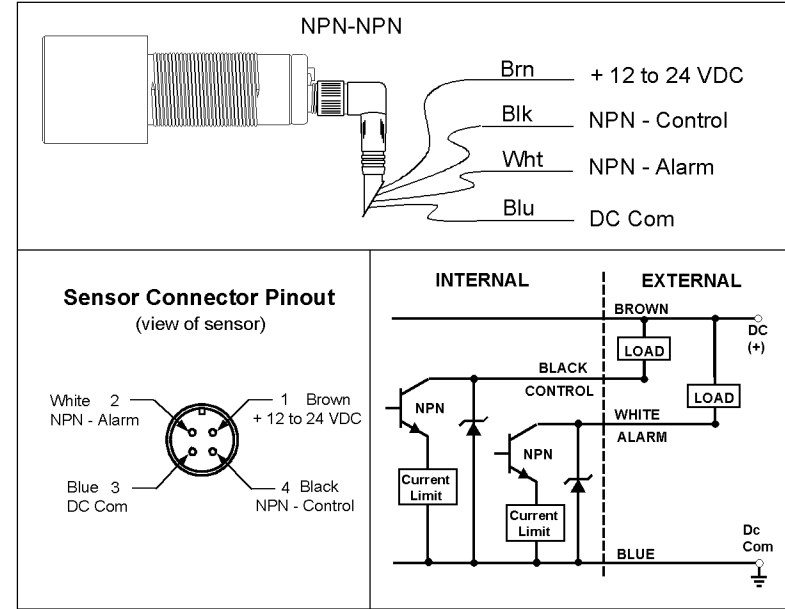 NPN-NPN
Brn + 12 to 24 VDC
Blk NPN - Control
Wht NPN - Alarm
Blu DC Com
Sensor Connector Pinout
(view of sensor)
White 2
NPN - Alarm
1 Brown
+ 12 to 24 VDC
Blue 3
DC Com
4 Black
NPN - Control
INTERNAL EXTERNAL
BROWN
DC
(+)
LOAD
BLACK
CONTROL
LOAD
NPN
WHITE
ALARM
NPN
Current
Limit
Current
Limit
BLUE
Dc
Com